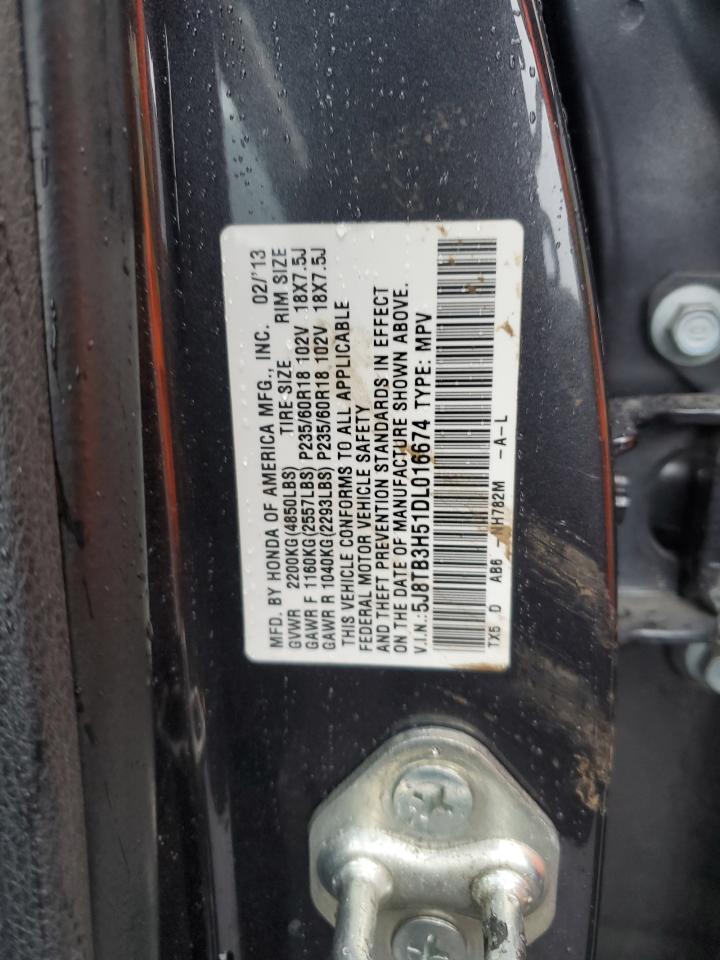 MFD. BY HONDA OF AMERICA MFG., INC. 02/'13
GVWR 2200KG(4850LBS) TIRE SIZE RIM SIZE
GAWR F 1160KG(2557LBS) P235/60R18 102V 18X7.5J
GAWR R 1040KG(2293LBS) P235/60R18 102V 18X7.5J
THIS VEHICLE CONFORMS TO ALL APPLICABLE
FEDERAL MOTOR VEHICLE SAFETY
AND THEFT PREVENTION STANDARDS IN EFFECT
ON THE DATE OF MANUFACTURE SHOWN ABOVE.
V.I.N.:5J8TB3H51DL016674 TYPE: MPV
TX5 D AB6 NH782M -A-L